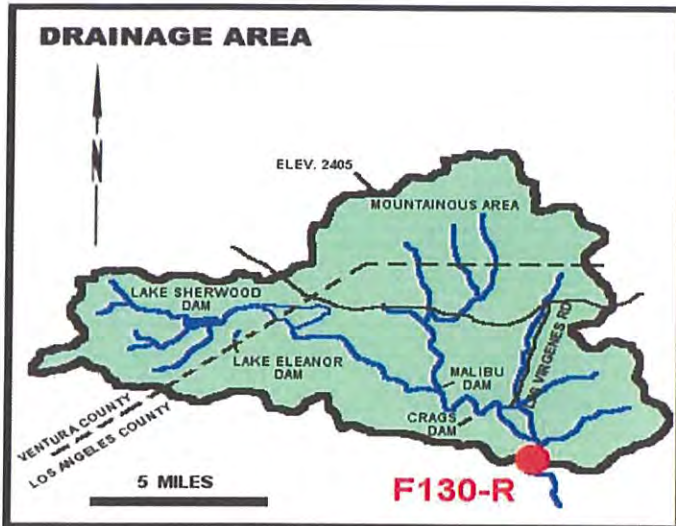 DRAINAGE AREA
N
ELEV. 2405
MOUNTAINOUS AREA
LAKE SHERWOOD
DAM
LAKE ELEANOR
DAM
MALIBU
DAM
VIRGENES RD
CRAGS
DAM
VENTURA COUNTY
LOS ANGELES COUNTY
5 MILES
F130-R